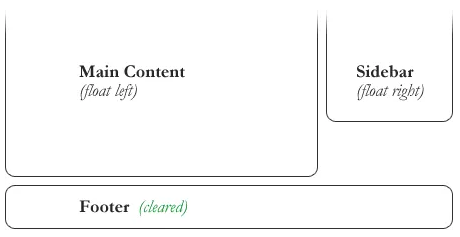 Main Content
(float left)
Sidebar
(float right)
Footer (cleared)